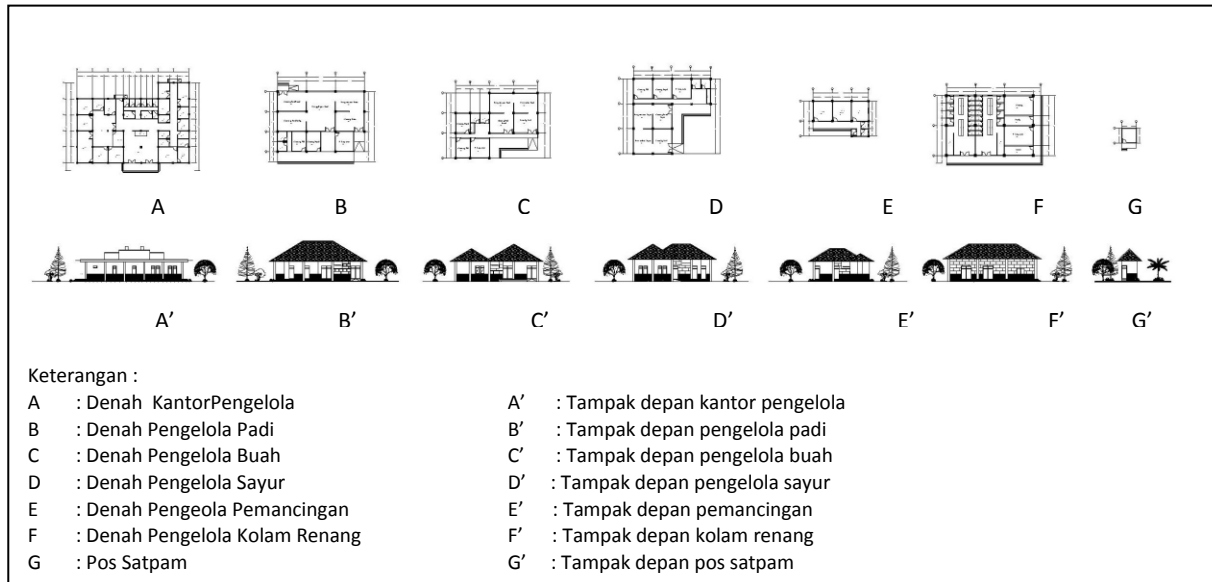 A B C D E F G
A’ B’ C’ D’ E’ F’ G’
Keterangan :
A : Denah KantorPengelola
B : Denah Pengelola Padi
C : Denah Pengelola Buah
D : Denah Pengelola Sayur
E : Denah Pengeola Pemancingan
F : Denah Pengelola Kolam Renang
G : Pos Satpam
A’ : Tampak depan kantor pengelola
B’ : Tampak depan pengelola padi
C’ : Tampak depan pengelola buah
D’ : Tampak depan pengelola sayur
E’ : Tampak depan pemancingan
F’ : Tampak depan kolam renang
G’ : Tampak depan pos satpam